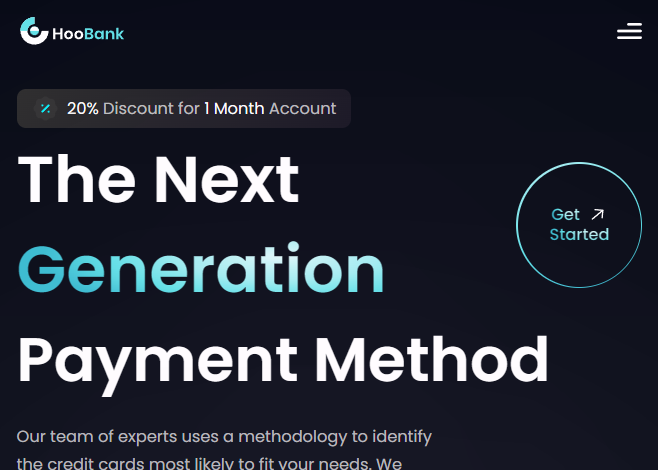 HooBank
20% Discount for 1 Month Account
The Next
Generation
Payment Method
Get
Started
Our team of experts uses a methodology to identify
the credit cards most likely to fit your needs. We